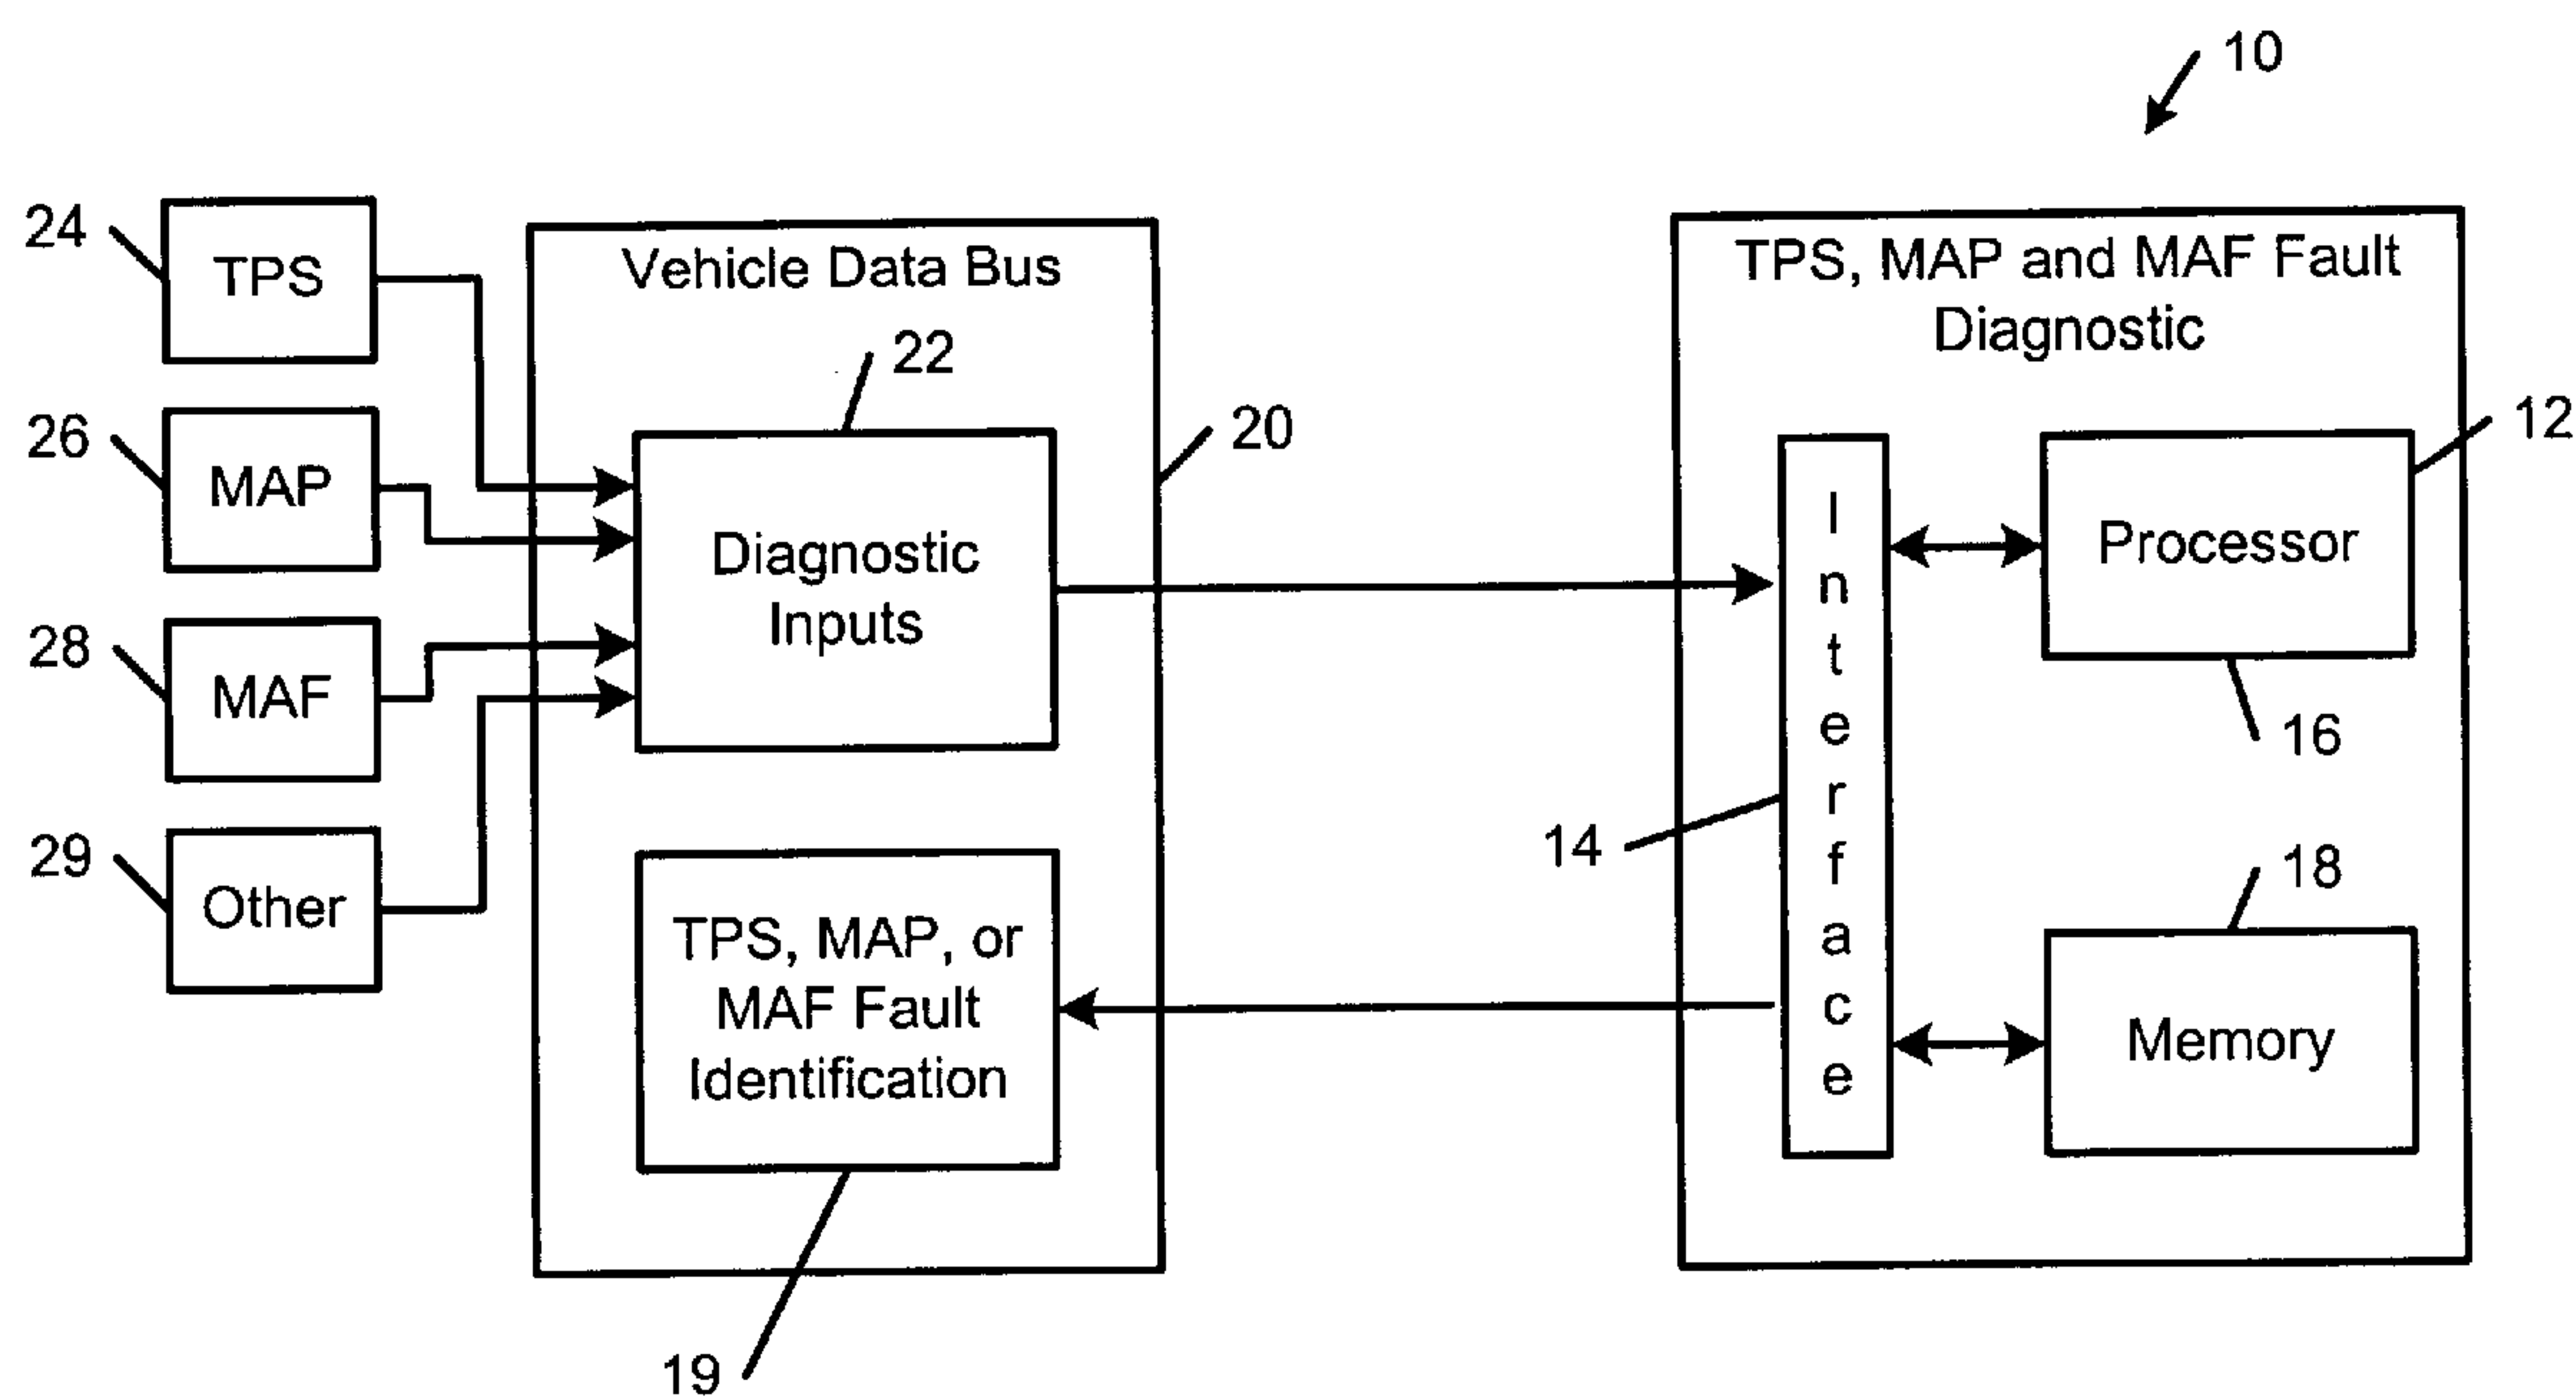 10
24
TPS
Vehicle Data Bus
TPS, MAP and MAF Fault
Diagnostic
22
20
12
26
MAP
Diagnostic
Inputs
Interface
Processor
28
MAF
16
14
29
Other
18
TPS, MAP, or
MAF Fault
Identification
Memory
19